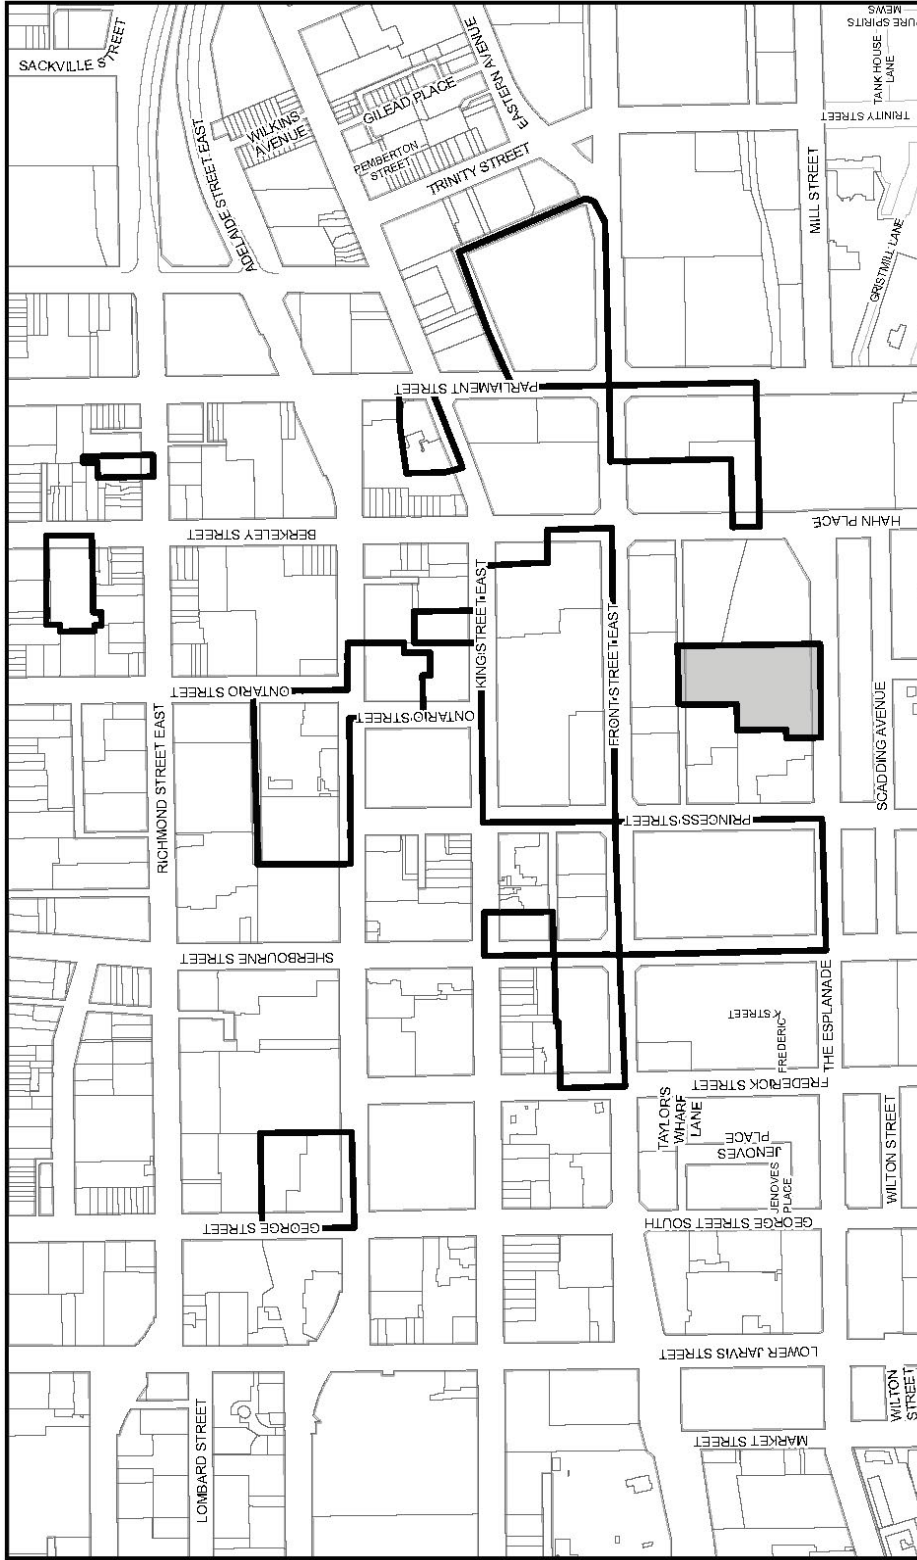 URE SPIRITS
MEWS
SACKVILLE STREET
TANK HOUSE
LANE
TRINITY STREET
EASTERN AVENUE
GILEAD PLACE
WILKINS
AVENUE
ADELAIDE STREET EAST
PEMBERTON
STREET
TRINITY STREET
MILL STREET
GRISTMILL LANE
PARLIAMENT STREET
BERKELEY STREET
HAHN PLACE
KING STREET EAST
FRONT STREET EAST
ONTARIO STREET
ONTARIO STREET
RICHMOND STREET EAST
SCADDING AVENUE
PRINCESS STREET
SHERBOURNE STREET
THE ESPLANADE
FREDERIC
K STREET
FREDERICK STREET
TAYLOR'S
WHARF
LANE
JENOVES
PLACE
JENOVES
PLACE
WILTON STREET
GEORGE STREET
GEORGE STREET SOUTH
LOWER JARVIS STREET
WILTON
STREET
MARKET STREET
LOMBARD STREET